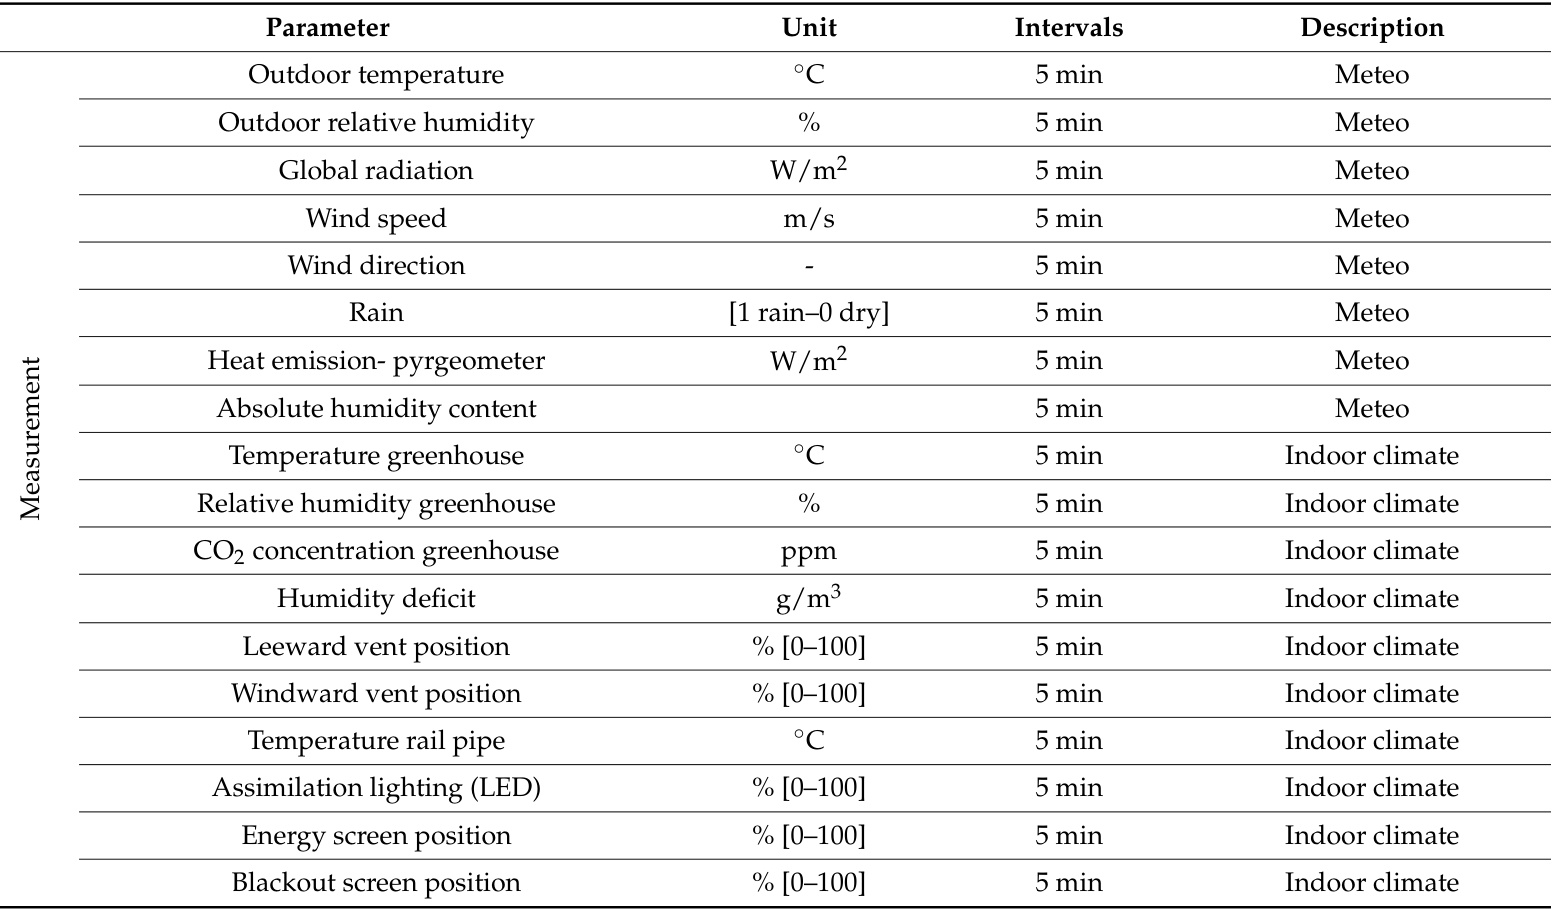 Parameter Unit Intervals Description
Measurement
Outdoor temperature °C 5 min Meteo
Outdoor relative humidity % 5 min Meteo
Global radiation W/m² 5 min Meteo
Wind speed m/s 5 min Meteo
Wind direction - 5 min Meteo
Rain [1 rain–0 dry] 5 min Meteo
Heat emission- pyrgeometer W/m² 5 min Meteo
Absolute humidity content 5 min Meteo
Temperature greenhouse °C 5 min Indoor climate
Relative humidity greenhouse % 5 min Indoor climate
CO₂ concentration greenhouse ppm 5 min Indoor climate
Humidity deficit g/m³ 5 min Indoor climate
Leeward vent position % [0–100] 5 min Indoor climate
Windward vent position % [0–100] 5 min Indoor climate
Temperature rail pipe °C 5 min Indoor climate
Assimilation lighting (LED) % [0–100] 5 min Indoor climate
Energy screen position % [0–100] 5 min Indoor climate
Blackout screen position % [0–100] 5 min Indoor climate